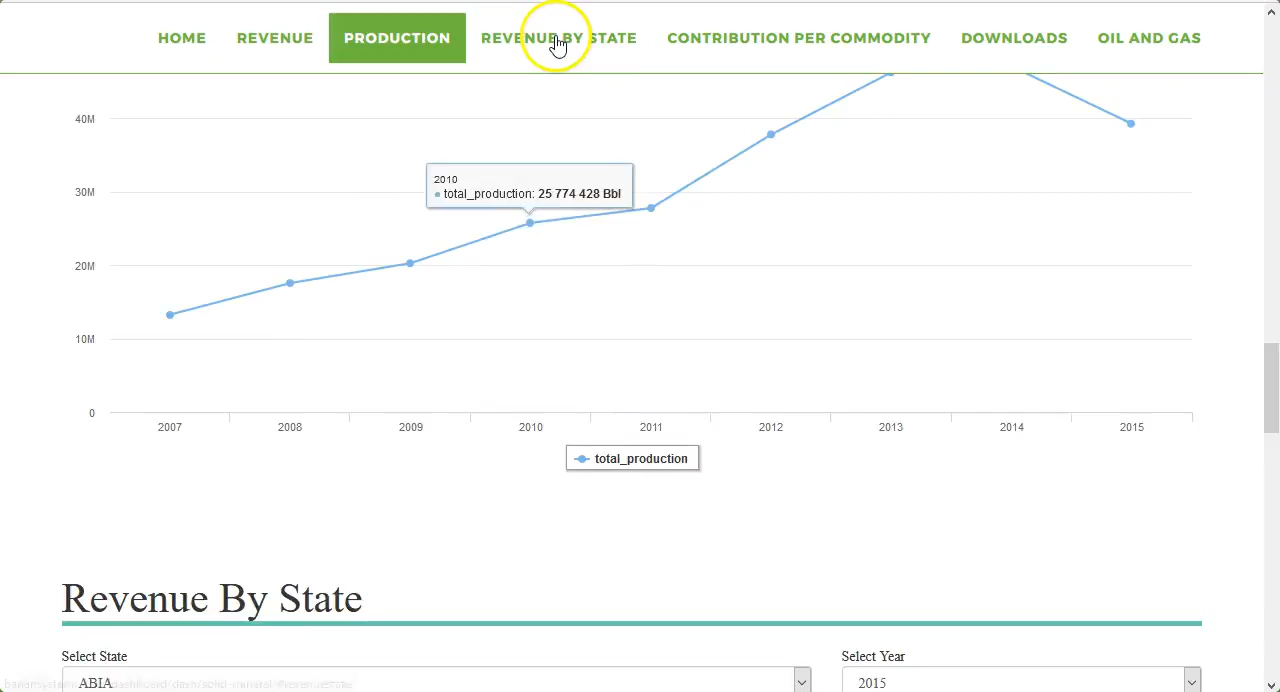 HOME REVENUE PRODUCTION REVENUE BY STATE CONTRIBUTION PER COMMODITY DOWNLOADS OIL AND GAS
40M
2010
total_production: 25 774 428 Bbl
30M
20M
10M
0
2007 2008 2009 2010 2011 2012 2013 2014 2015
total_production
Revenue By State
Select State Select Year
ABIA 2015